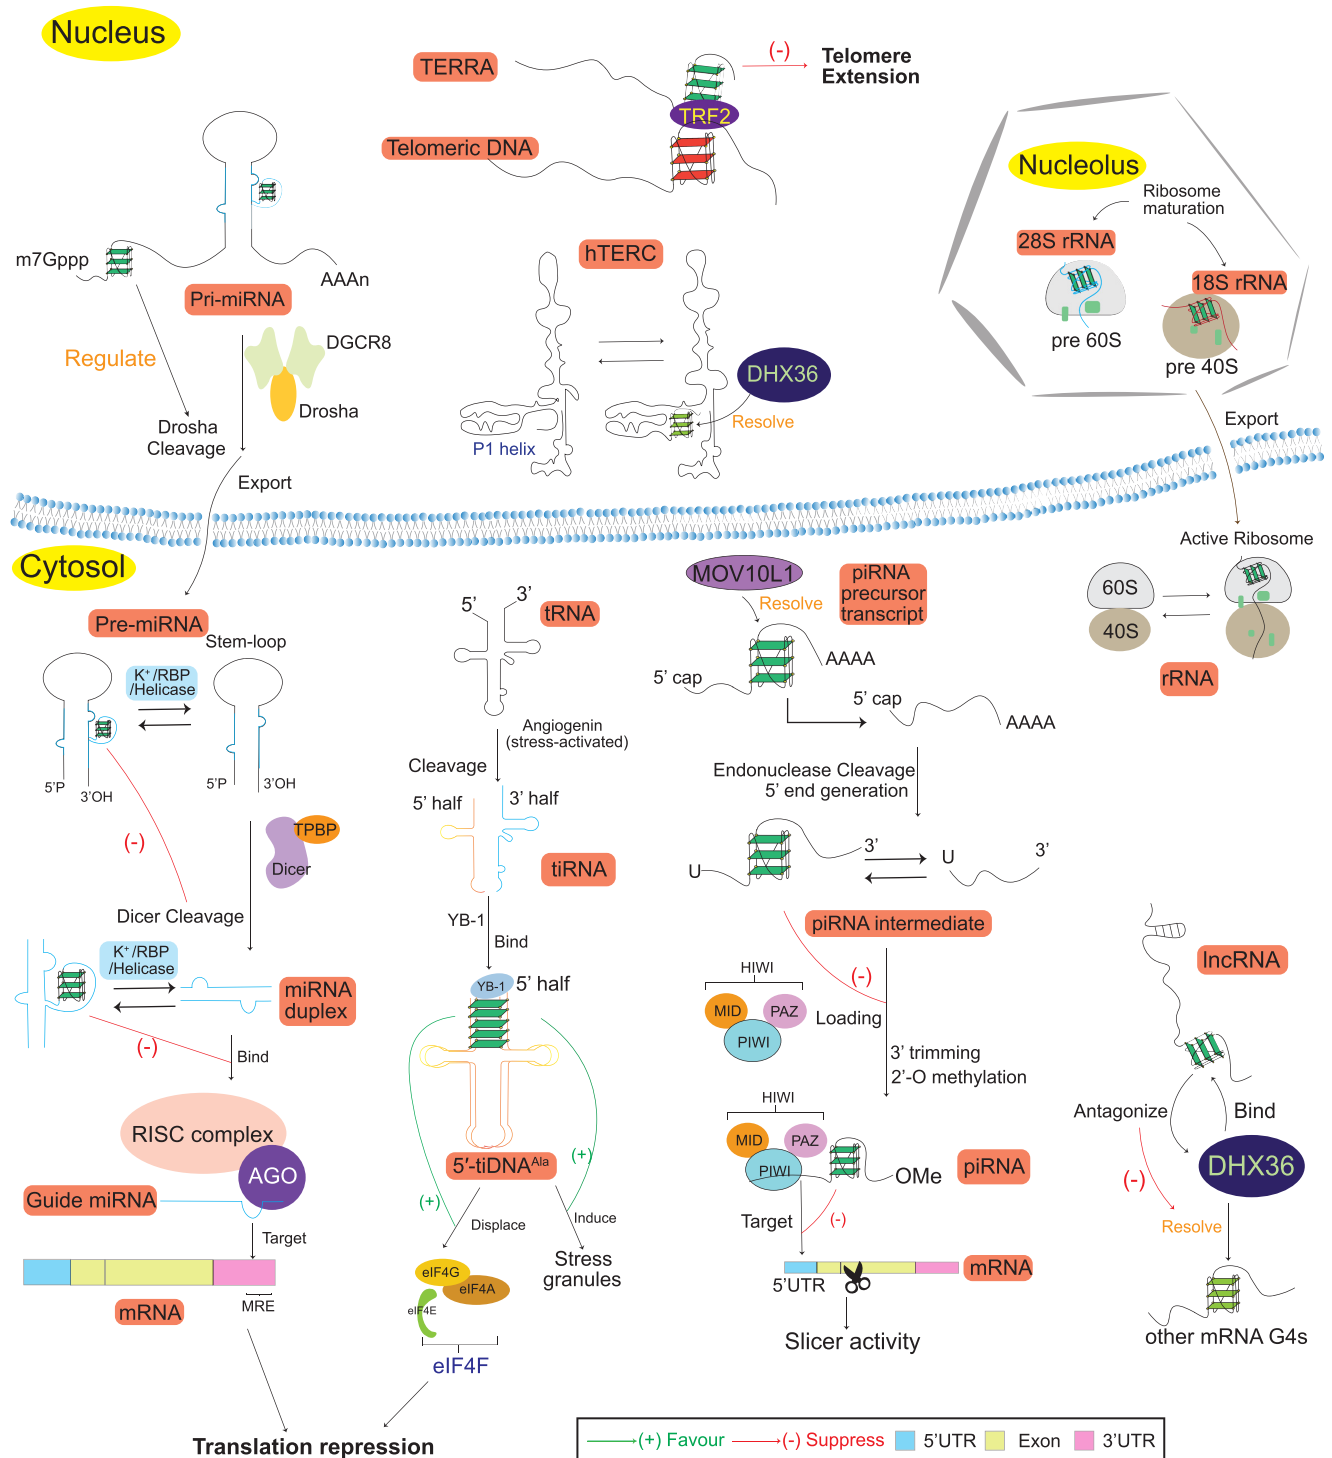 Nucleus
TERRA
(-)
Telomere
Extension
TRF2
Telomeric DNA
Nucleolus
Ribosome
maturation
28S rRNA
18S rRNA
pre 60S
pre 40S
Export
m7Gppp
AAAn
Pri-miRNA
Regulate
DGCR8
Drosha
Drosha
Cleavage
Export
hTERC
DHX36
Resolve
P1 helix
Cytosol
Pre-miRNA
Stem-loop
K⁺/RBP
/Helicase
5'P
3'OH
5'P
3'OH
(-)
TPBP
Dicer
Dicer Cleavage
K⁺/RBP
/Helicase
miRNA
duplex
(-)
Bind
RISC complex
AGO
Guide miRNA
Target
MRE
mRNA
5'
3'
tRNA
Angiogenin
(stress-activated)
Cleavage
5' half
3' half
tiRNA
YB-1
Bind
YB-1
5' half
5'-tiDNAᴬˡᵃ
(+)
(+)
Displace
Induce
Stress
granules
eIF4G
eIF4A
eIF4E
eIF4F
Translation repression
MOV10L1
Resolve
piRNA
precursor
transcript
5' cap
AAAA
5' cap
AAAA
Endonuclease Cleavage
5' end generation
U
3'
U
3'
piRNA intermediate
(-)
HIWI
MID
PAZ
PIWI
Loading
3' trimming
2'-O methylation
HIWI
MID
PAZ
PIWI
OMe
piRNA
Target
(-)
5'UTR
mRNA
Slicer activity
Active Ribosome
60S
40S
rRNA
lncRNA
Antagonize
Bind
DHX36
(-)
Resolve
other mRNA G4s
(+) Favour
(-) Suppress
5'UTR
Exon
3'UTR